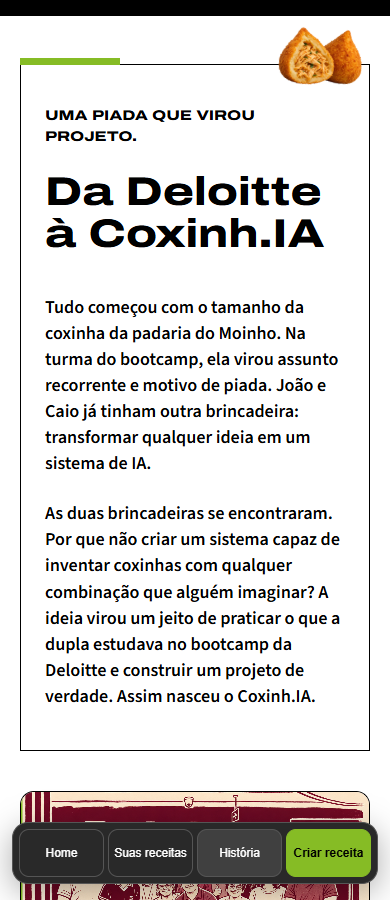 UMA PIADA QUE VIROU
PROJETO.
Da Deloitte
à Coxinh.IA
Tudo começou com o tamanho da
coxinha da padaria do Moinho. Na
turma do bootcamp, ela virou assunto
recorrente e motivo de piada. João e
Caio já tinham outra brincadeira:
transformar qualquer ideia em um
sistema de IA.
As duas brincadeiras se encontraram.
Por que não criar um sistema capaz de
inventar coxinhas com qualquer
combinação que alguém imaginar? A
ideia virou um jeito de praticar o que a
dupla estudava no bootcamp da
Deloitte e construir um projeto de
verdade. Assim nasceu o Coxinh.IA.
Home
Suas receitas
História
Criar receita